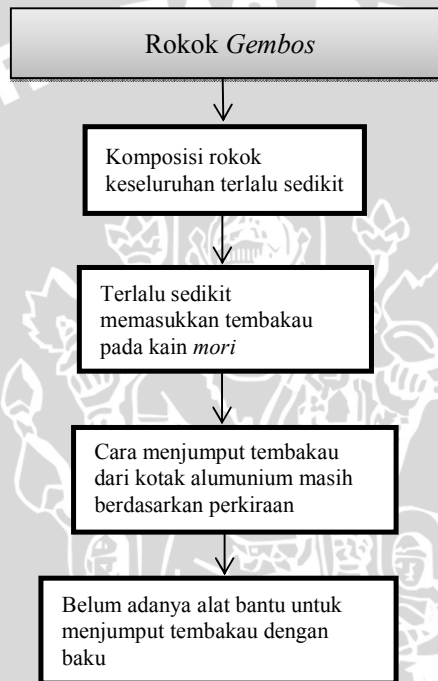 Rokok Gembos
Komposisi rokok
keseluruhan terlalu sedikit
Terlalu sedikit
memasukkan tembakau
pada kain mori
Cara menjumput tembakau
dari kotak alumunium masih
berdasarkan perkiraan
Belum adanya alat bantu untuk
menjumput tembakau dengan
baku